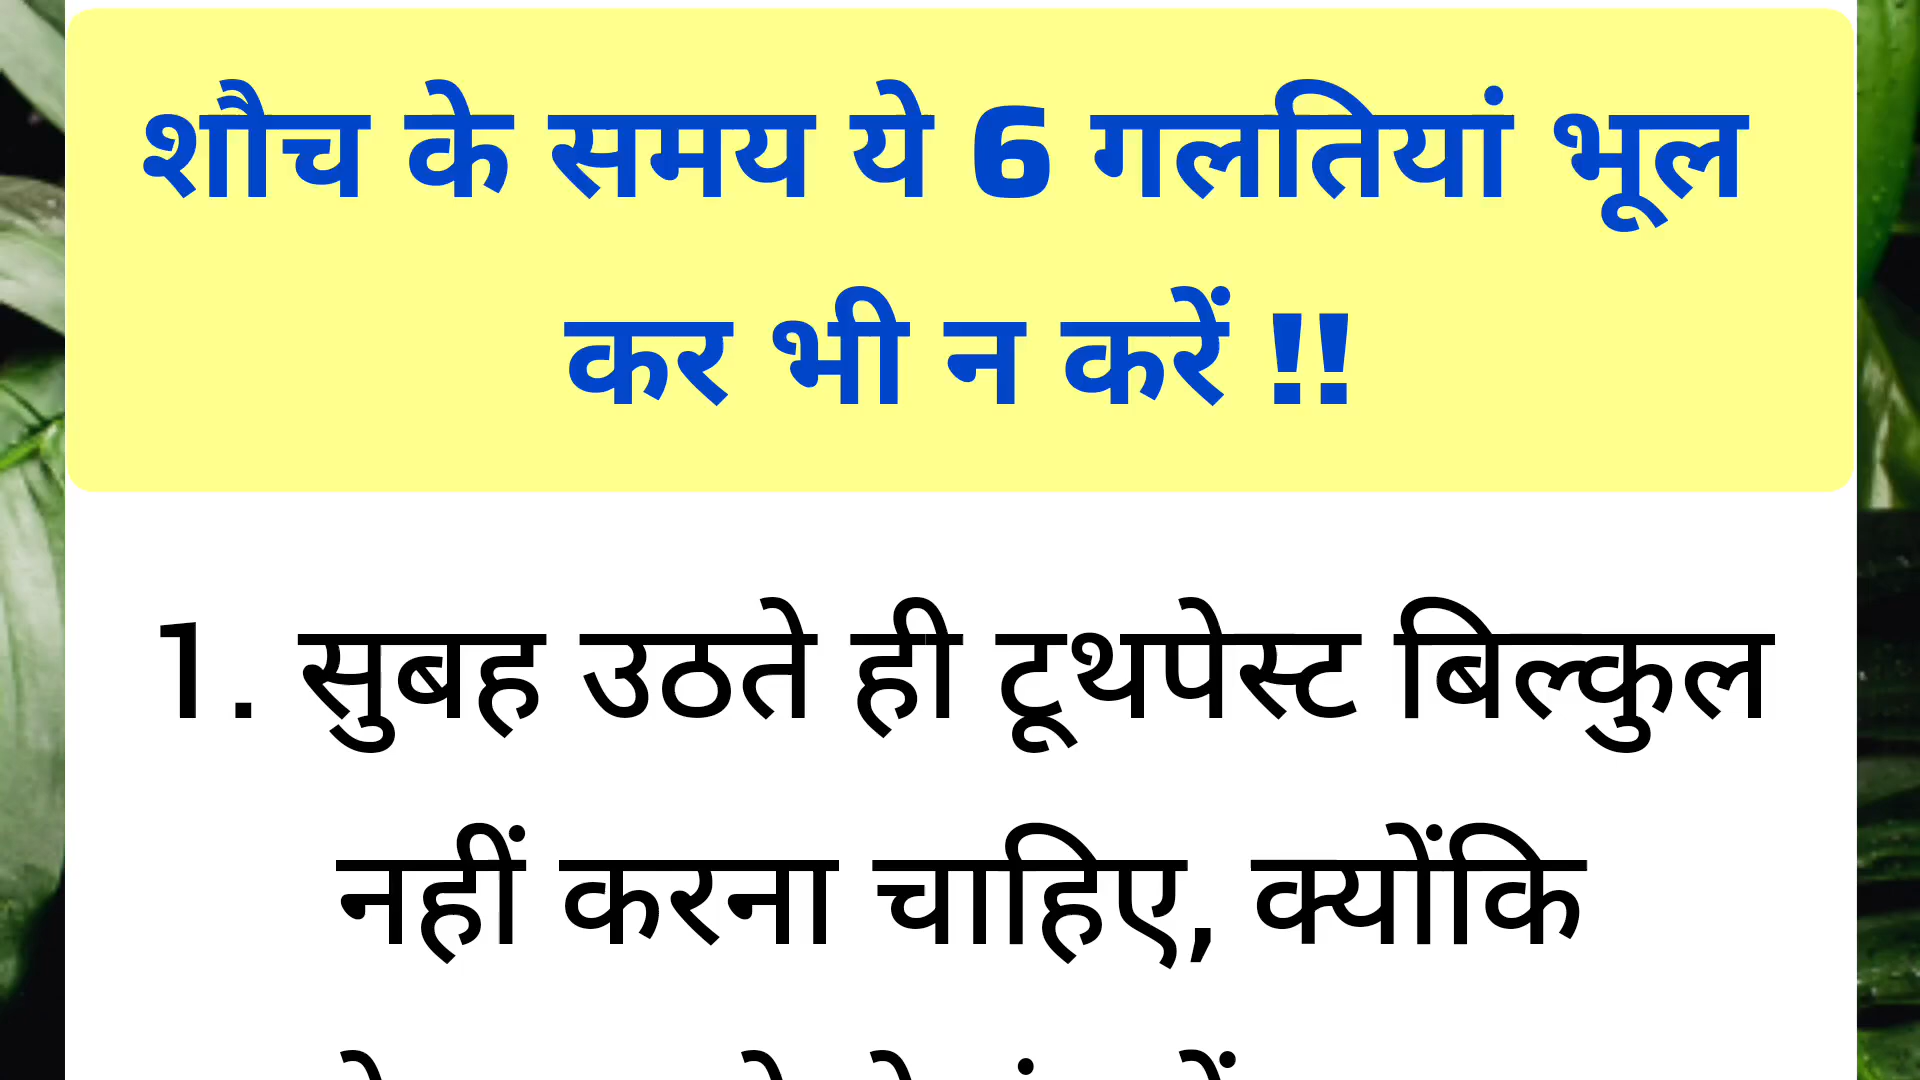 शौच के समय ये 6 गलतियां भूल
कर भी न करें !!
1. सुबह उठते ही टूथपेस्ट बिल्कुल
नहीं करना चाहिए, क्योंकि